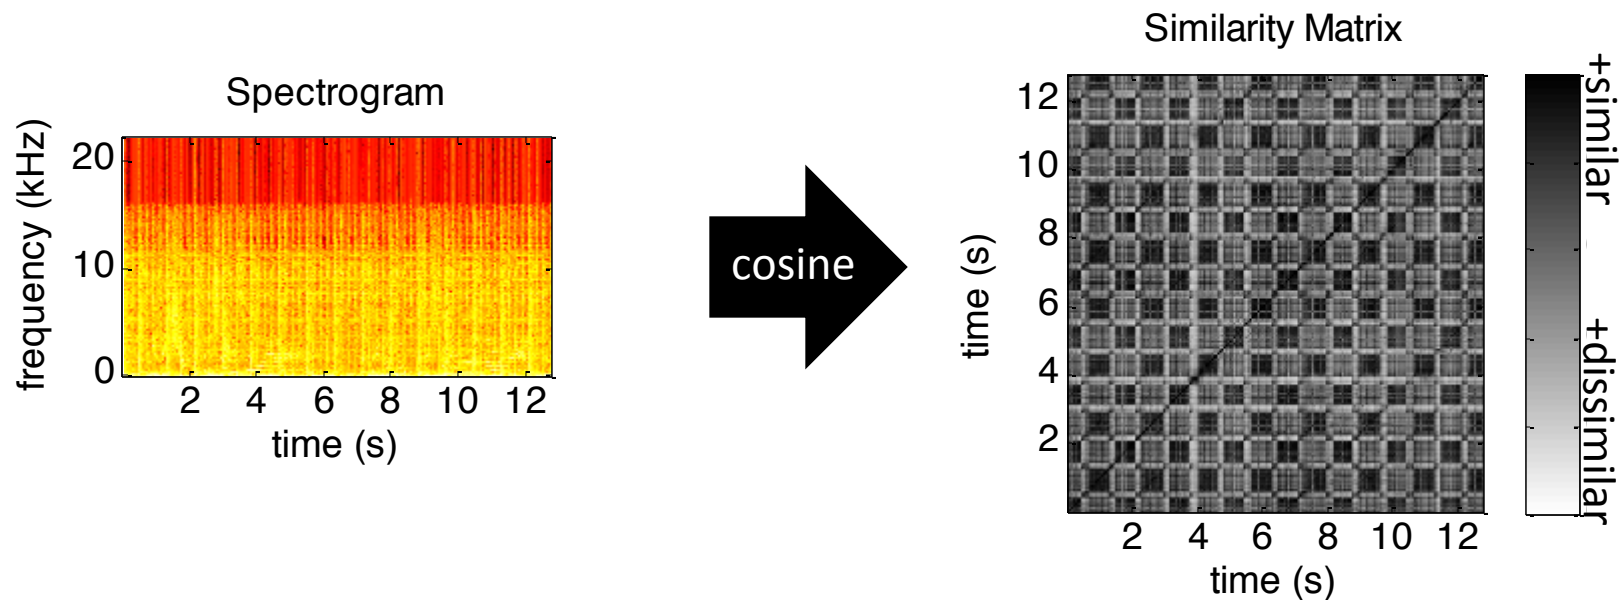 Spectrogram
frequency (kHz)
20
10
0
2 4 6 8 10 12
time (s)
cosine
Similarity Matrix
time (s)
12
10
8
6
4
2
2 4 6 8 10 12
time (s)
+similar
+dissimilar